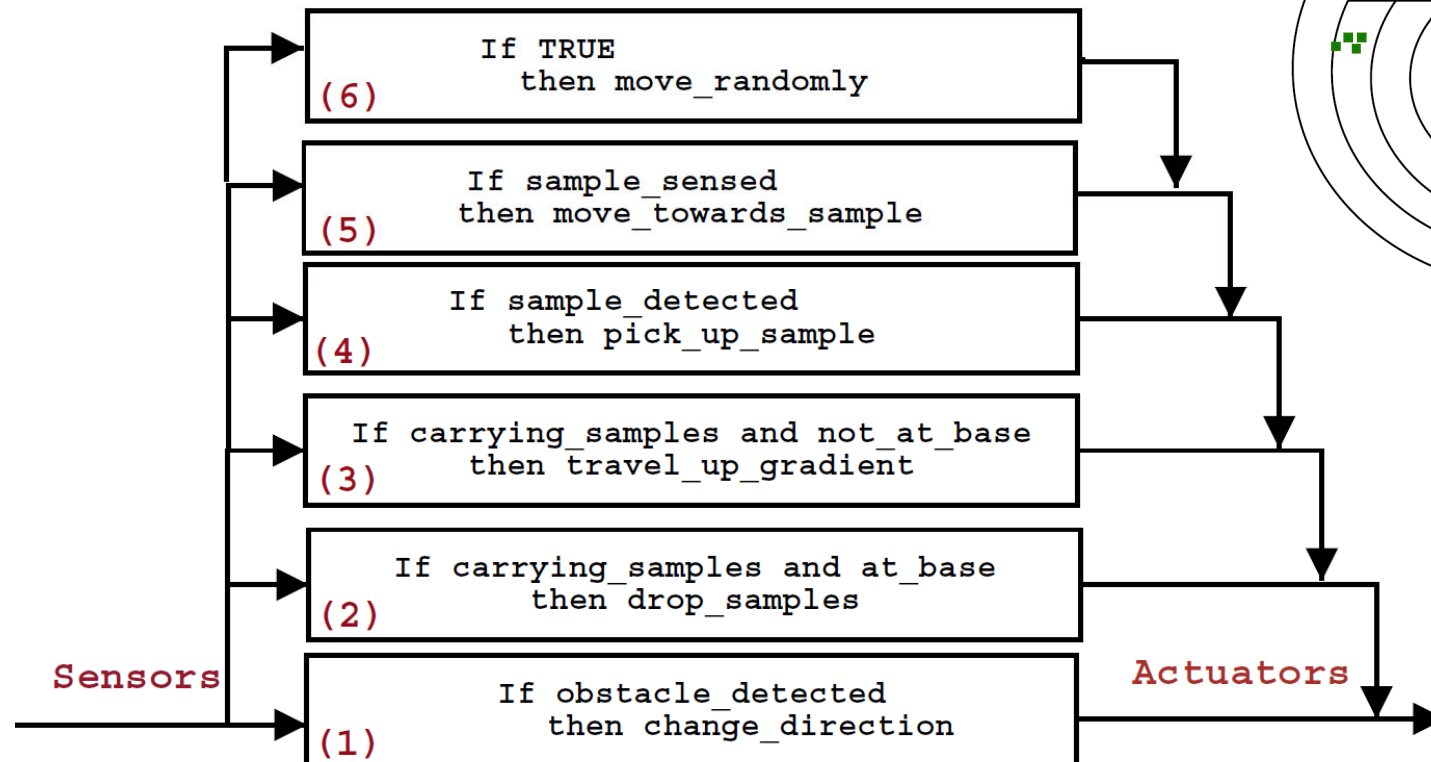 If TRUE
then move_randomly
(6)
If sample_sensed
then move_towards_sample
(5)
If sample_detected
then pick_up_sample
(4)
If carrying_samples and not_at_base
then travel_up_gradient
(3)
If carrying_samples and at_base
then drop_samples
(2)
Sensors
Actuators
If obstacle_detected
then change_direction
(1)